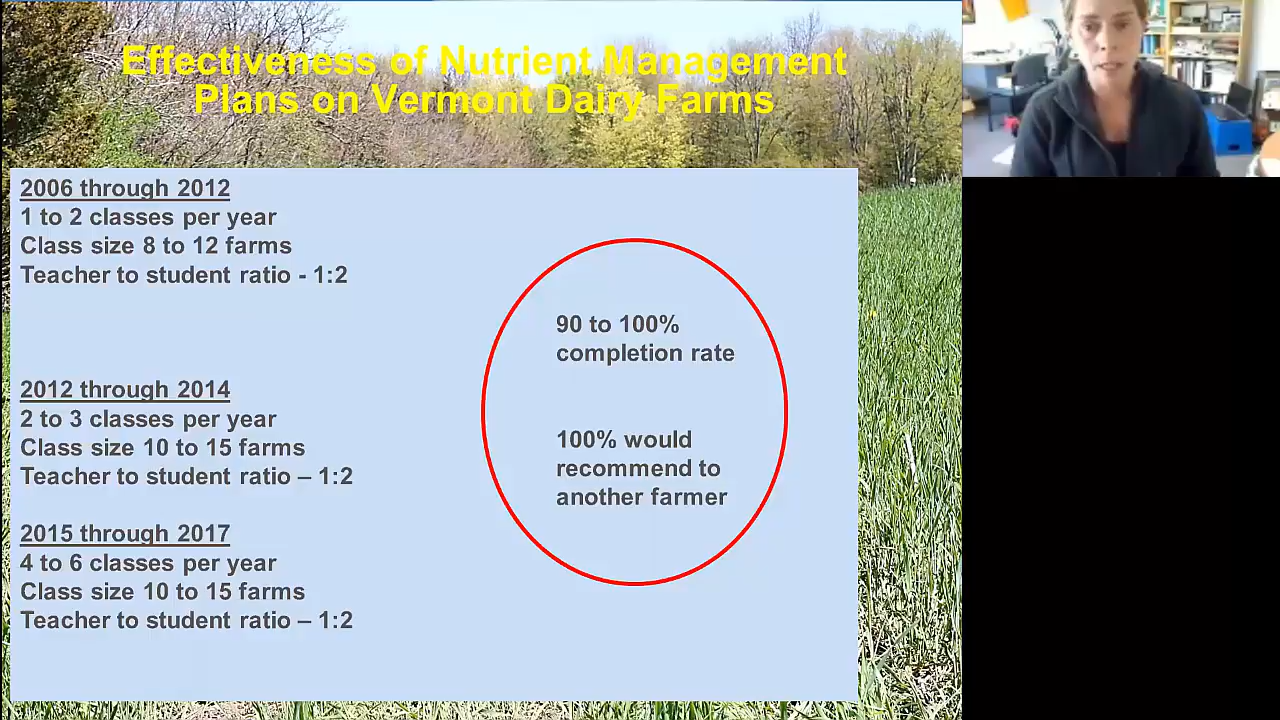 Effectiveness of Nutrient Management
Plans on Vermont Dairy Farms
2006 through 2012
1 to 2 classes per year
Class size 8 to 12 farms
Teacher to student ratio - 1:2
2012 through 2014
2 to 3 classes per year
Class size 10 to 15 farms
Teacher to student ratio – 1:2
2015 through 2017
4 to 6 classes per year
Class size 10 to 15 farms
Teacher to student ratio – 1:2
90 to 100%
completion rate
100% would
recommend to
another farmer